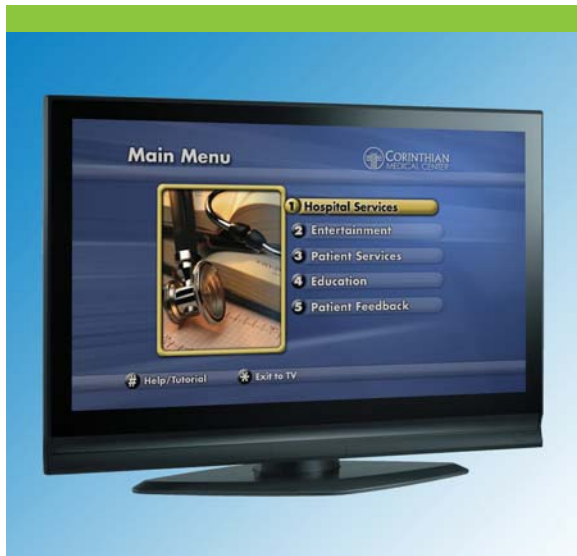 Main Menu
CORINTHIAN
MEDICAL CENTER
1 Hospital Services
2 Entertainment
3 Patient Services
4 Education
5 Patient Feedback
# Help/Tutorial
* Exit to TV